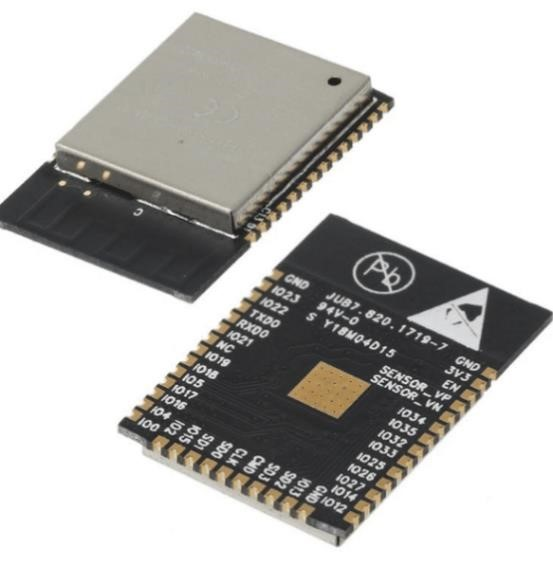 Pb
JUB7.820.1719-7
94V-0
S Y18M04D15
GND
IO23
IO22
TXD0
RXD0
IO21
NC
IO19
IO18
IO5
IO17
IO16
IO4
IO0
IO2
IO15
SD1
SD0
CLK
CMD
SD3
SD2
IO13
GND
GND
3V3
EN
SENSOR_VP
SENSOR_VN
IO34
IO35
IO32
IO33
IO25
IO26
IO27
IO14
IO12
C